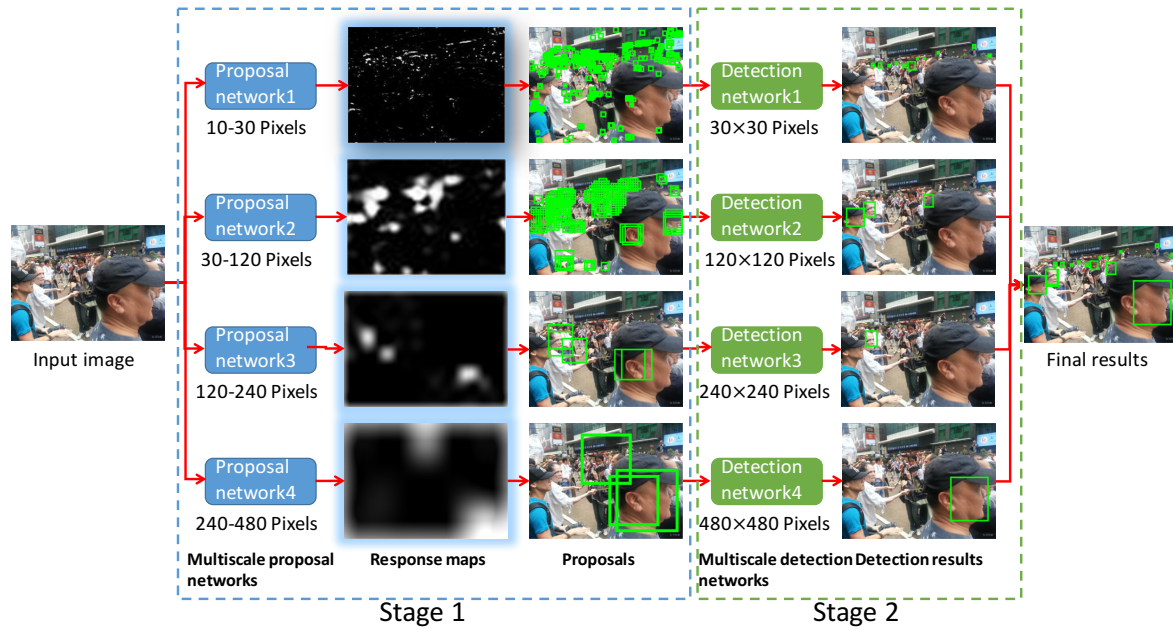 Proposal
network1
10-30 Pixels
Detection
network1
30×30 Pixels
Proposal
network2
30-120 Pixels
Detection
network2
120×120 Pixels
Input image
Proposal
network3
120-240 Pixels
Detection
network3
240×240 Pixels
Final results
Proposal
network4
240-480 Pixels
Detection
network4
480×480 Pixels
Multiscale proposal
networks
Response maps
Proposals
Multiscale detection
networks
Detection results
Stage 1
Stage 2